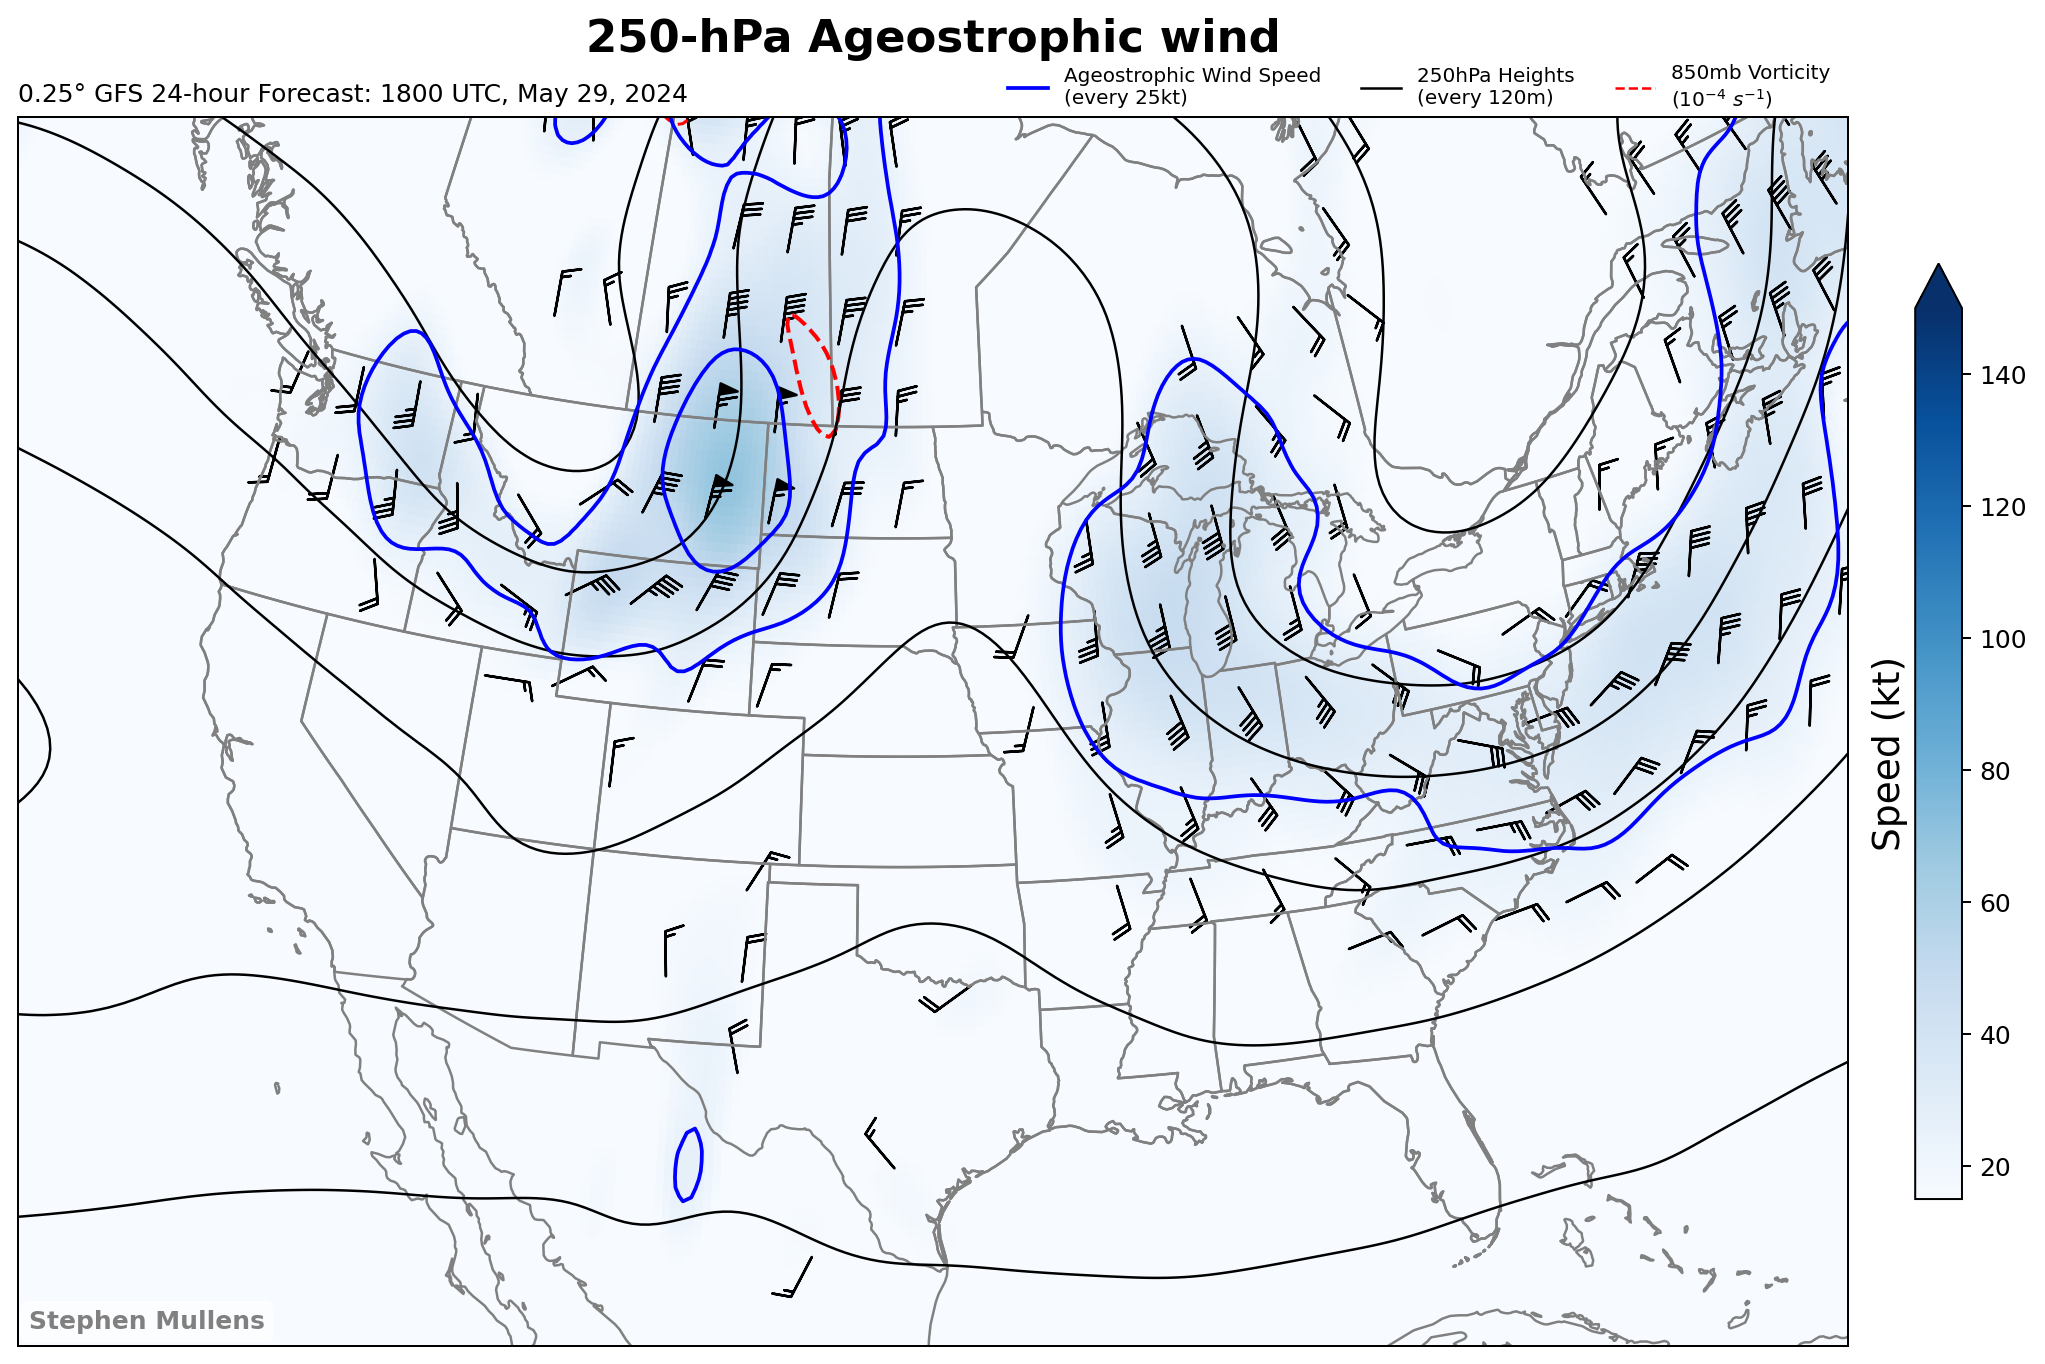 250-hPa Ageostrophic wind
0.25° GFS 24-hour Forecast: 1800 UTC, May 29, 2024
Ageostrophic Wind Speed
(every 25kt)
250hPa Heights
(every 120m)
850mb Vorticity
(10⁻⁴ s⁻¹)
140
120
100
80
60
40
20
Speed (kt)
Stephen Mullens